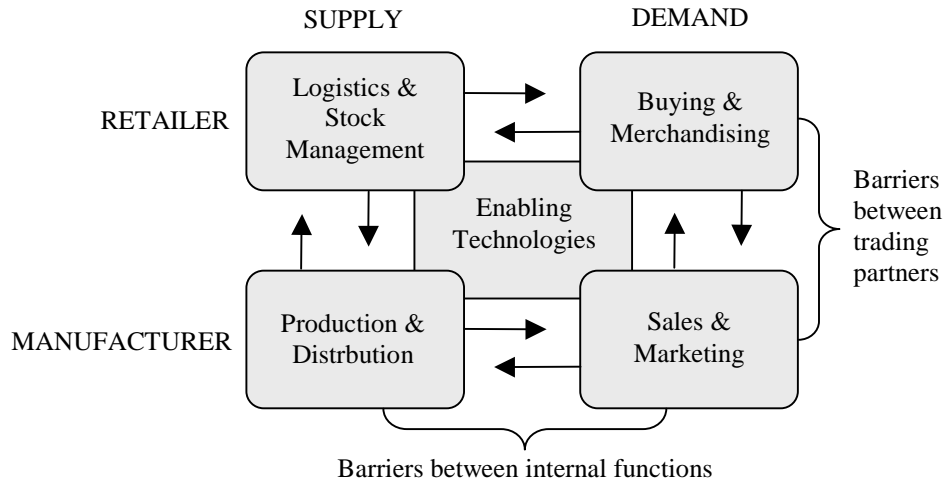 SUPPLY
DEMAND
RETAILER
Logistics &
Stock
Management
Buying &
Merchandising
Enabling
Technologies
Barriers
between
trading
partners
MANUFACTURER
Production &
Distrbution
Sales &
Marketing
Barriers between internal functions